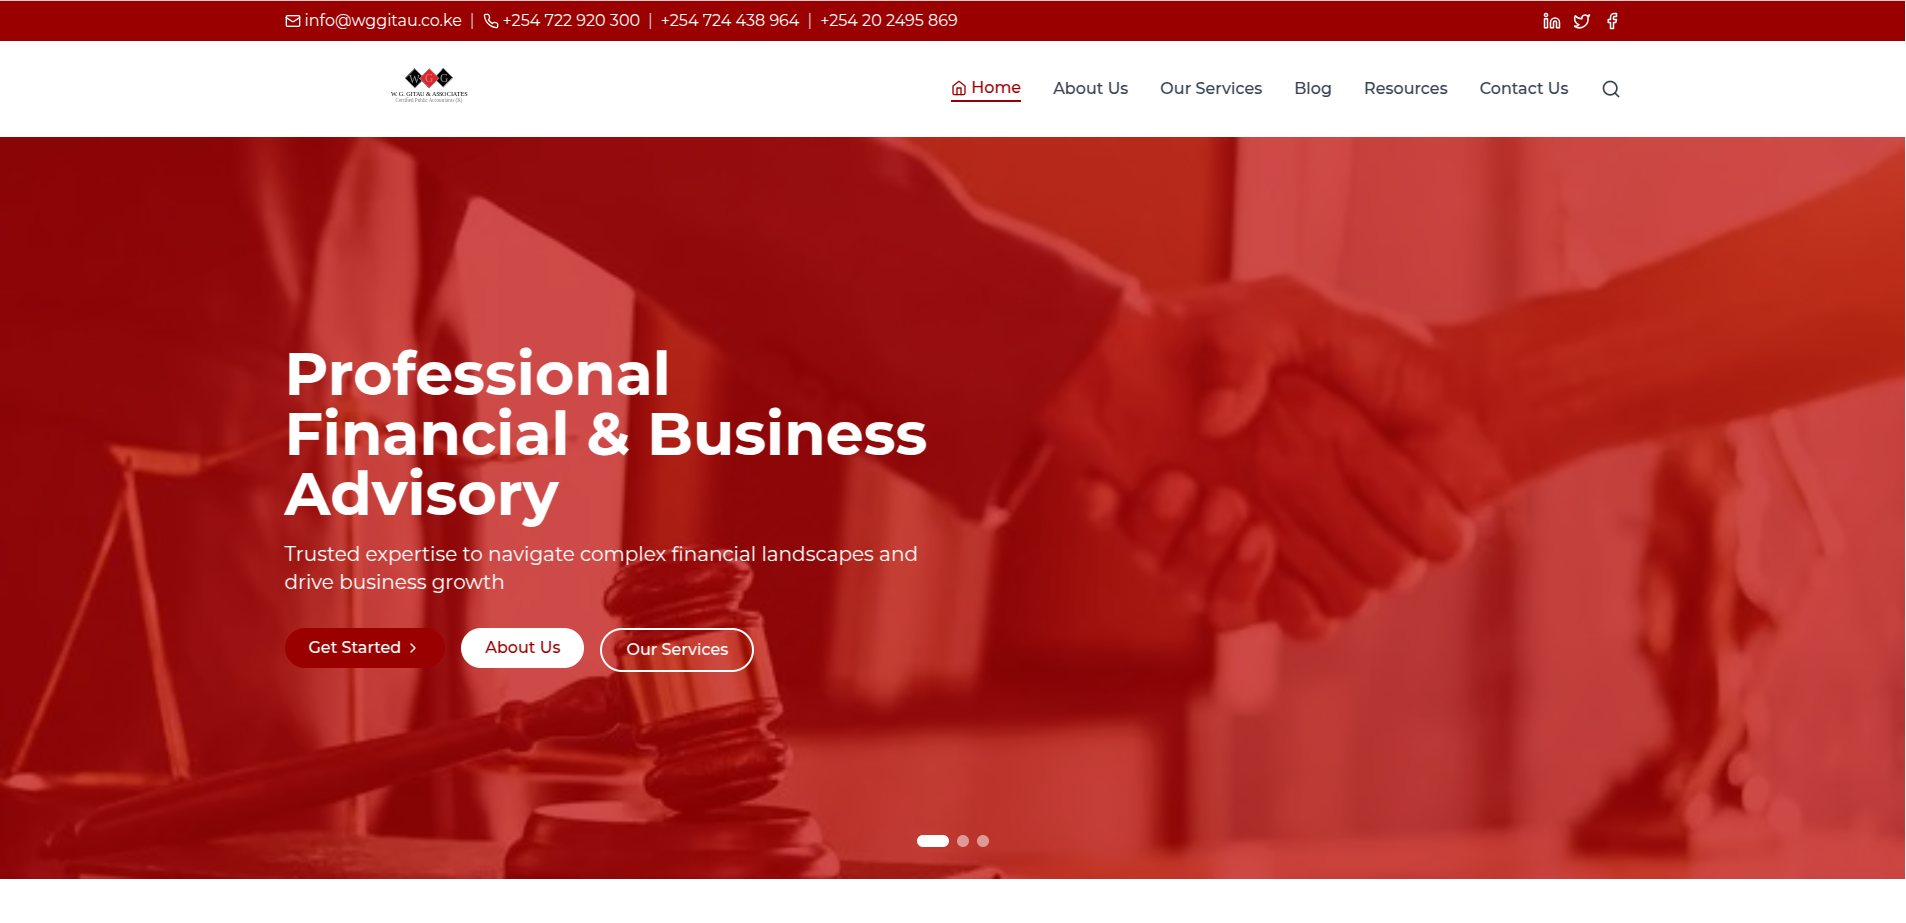 info@wggitau.co.ke | +254 722 920 300 | +254 724 438 964 | +254 20 2495 869
W G G
W. G. GITAU & ASSOCIATES
Certified Public Accountants (K)
Home About Us Our Services Blog Resources Contact Us
Professional
Financial & Business
Advisory
Trusted expertise to navigate complex financial landscapes and
drive business growth
Get Started About Us Our Services